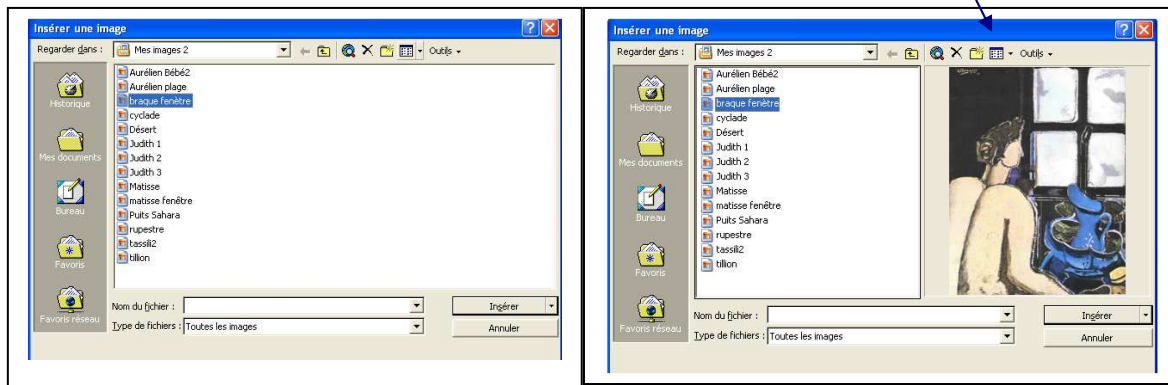 Insérer une image
Regarder dans :
Mes images 2
Outils
Historique
Mes documents
Bureau
Favoris
Favoris réseau
Aurélien Bébé2
Aurélien plage
braque fenêtre
cyclade
Désert
Judith 1
Judith 2
Judith 3
Matisse
matisse fenêtre
Puits Sahara
rupestre
tassili2
tillion
Nom du fichier :
Insérer
Type de fichiers :
Toutes les images
Annuler
Insérer une image
Regarder dans :
Mes images 2
Outils
Historique
Mes documents
Bureau
Favoris
Favoris réseau
Aurélien Bébé2
Aurélien plage
braque fenêtre
cyclade
Désert
Judith 1
Judith 2
Judith 3
Matisse
matisse fenêtre
Puits Sahara
rupestre
tassili2
tillion
Nom du fichier :
Insérer
Type de fichiers :
Toutes les images
Annuler